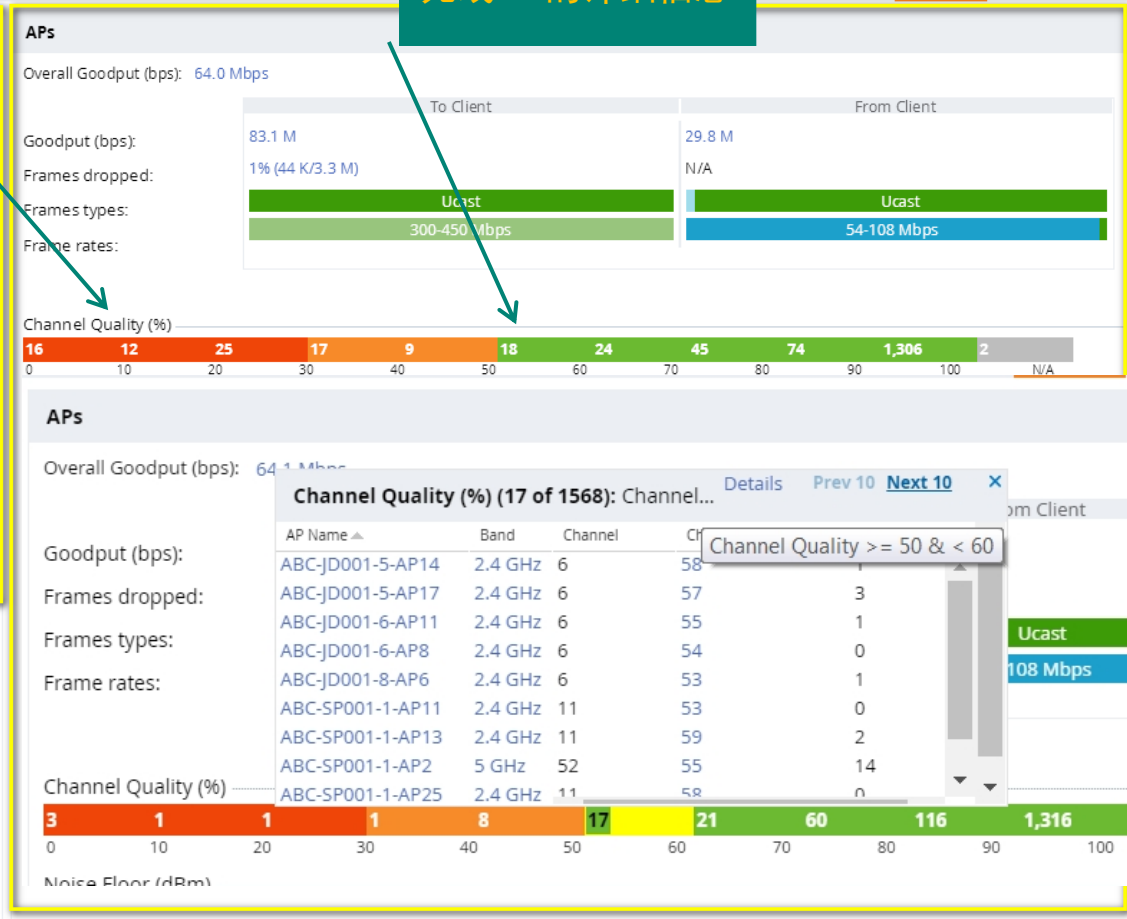 APs
Overall Goodput (bps): 64.0 Mbps
To Client From Client
Goodput (bps): 83.1 M 29.8 M
Frames dropped: 1% (44 K/3.3 M) N/A
Frames types: Ucast Ucast
Frame rates: 300-450 Mbps 54-108 Mbps
Channel Quality (%)
16 12 25 17 9 18 24 45 74 1,306 2
0 10 20 30 40 50 60 70 80 90 100 N/A
APs
Overall Goodput (bps): 64.1 Mbps
Channel Quality (%) (17 of 1568): Channel... Details Prev 10 Next 10 ×
Client
AP Name Band Channel
Channel Quality >= 50 & < 60
Goodput (bps):
Frames dropped:
Frames types:
Frame rates:
ABC-JD001-5-AP14 2.4 GHz 6 58 1
ABC-JD001-5-AP17 2.4 GHz 6 57 3
ABC-JD001-6-AP11 2.4 GHz 6 55 1
ABC-JD001-6-AP8 2.4 GHz 6 54 0
ABC-JD001-8-AP6 2.4 GHz 6 53 1
ABC-SP001-1-AP11 2.4 GHz 11 53 0
ABC-SP001-1-AP13 2.4 GHz 11 59 2
ABC-SP001-1-AP2 5 GHz 52 55 14
ABC-SP001-1-AP25 2.4 GHz 11 58 0
Ucast
108 Mbps
Channel Quality (%)
3 1 1 1 8 17 21 60 116 1,316
0 10 20 30 40 50 60 70 80 90 100
Noise Floor (dBm)